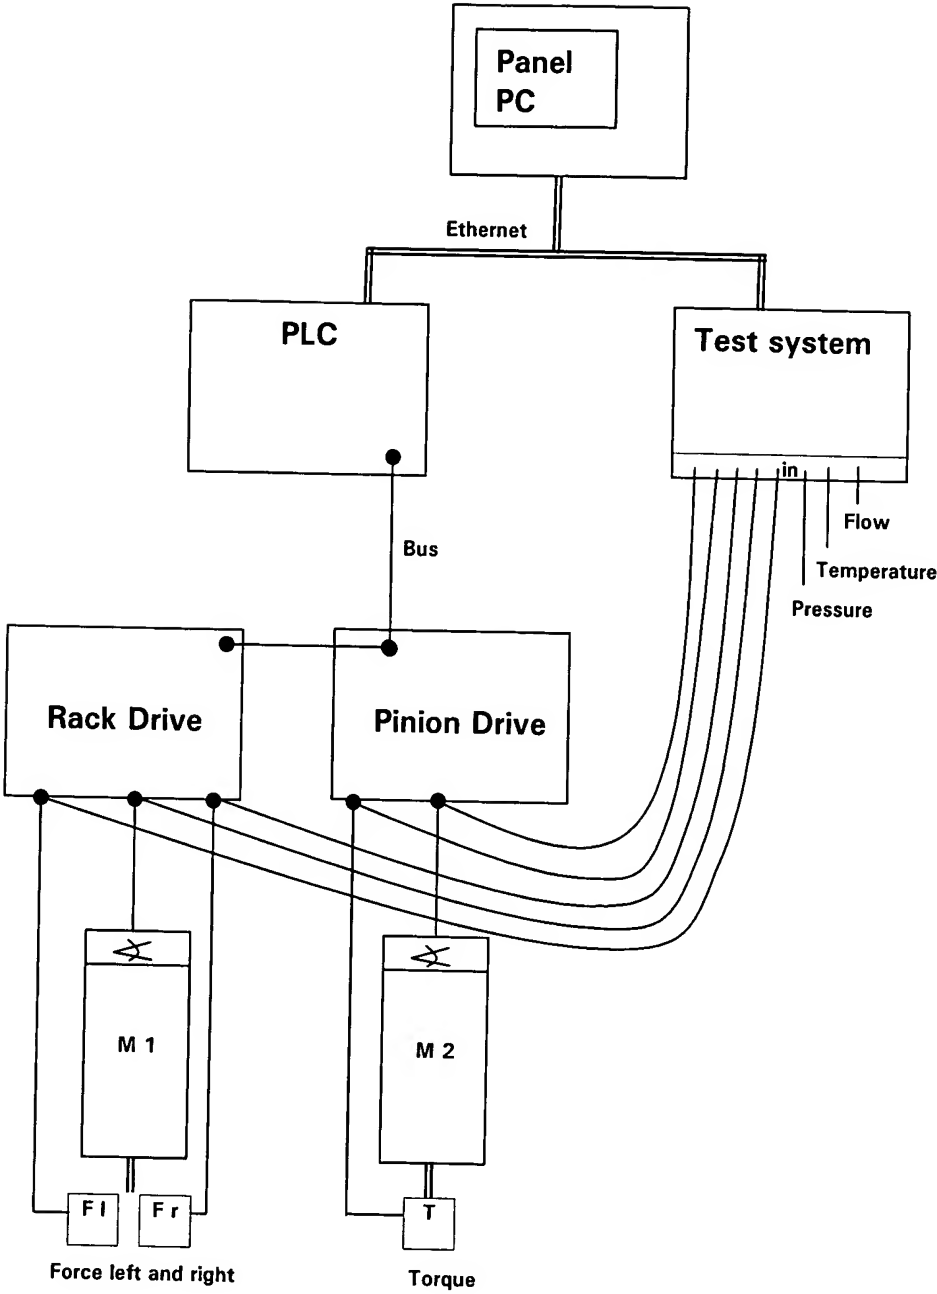 Panel
PC
Ethernet
PLC
Test system
in
Flow
Bus
Temperature
Pressure
Rack Drive
Pinion Drive
M 1
M 2
F l
F r
T
Force left and right
Torque